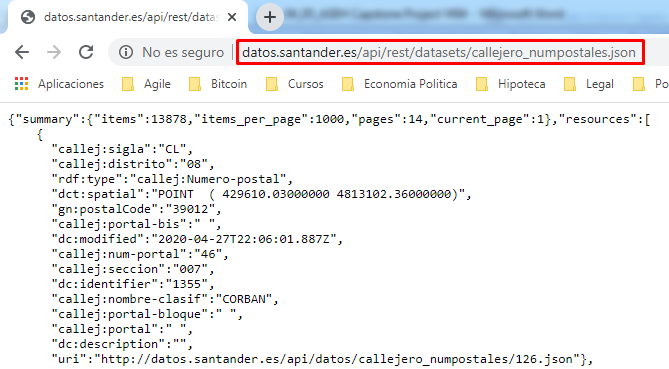 datos.santander.es/api/rest/data
No es seguro datos.santander.es/api/rest/datasets/callejero_numpostales.json
Aplicaciones Agile Bitcoin Cursos Economia Politica Hipoteca Legal Po
{"summary":{"items":13878,"items_per_page":1000,"pages":14,"current_page":1},"resources":[
{
"callej:sigla":"CL",
"callej:distrito":"08",
"rdf:type":"callej:Numero-postal",
"dct:spatial":"POINT  ( 429610.03000000 4813102.36000000)",
"gn:postalCode":"39012",
"callej:portal-bis":" ",
"dc:modified":"2020-04-27T22:06:01.887Z",
"callej:num-portal":"46",
"callej:seccion":"007",
"dc:identifier":"1355",
"callej:nombre-clasif":"CORBAN",
"callej:portal-bloque":" ",
"callej:portal":" ",
"dc:description":"",
"uri":"http://datos.santander.es/api/datos/callejero_numpostales/126.json"},